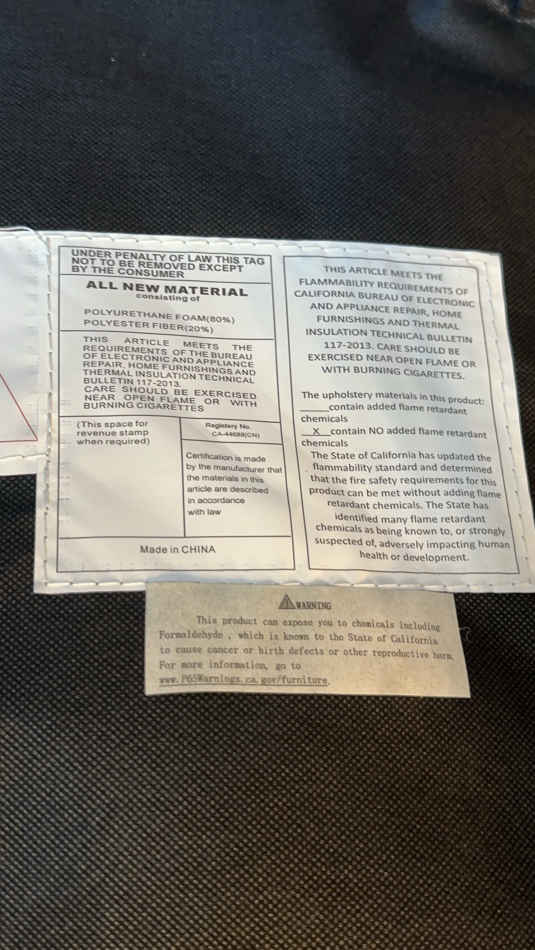 UNDER PENALTY OF LAW THIS TAG
NOT TO BE REMOVED EXCEPT
BY THE CONSUMER
ALL NEW MATERIAL
consisting of
POLYURETHANE FOAM(80%)
POLYESTER FIBER(20%)
THIS ARTICLE MEETS THE
REQUIREMENTS OF THE BUREAU
OF ELECTRONIC AND APPLIANCE
REPAIR, HOME FURNISHINGS AND
THERMAL INSULATION TECHNICAL
BULLETIN 117-2013.
CARE SHOULD BE EXERCISED
NEAR OPEN FLAME OR WITH
BURNING CIGARETTES
(This space for
revenue stamp
when required)
Registery No.
CA-44688(CN)
Certification is made
by the manufacturer that
the materials in this
article are described
in accordance
with law
Made in CHINA
THIS ARTICLE MEETS THE
FLAMMABILITY REQUIREMENTS OF
CALIFORNIA BUREAU OF ELECTRONIC
AND APPLIANCE REPAIR, HOME
FURNISHINGS AND THERMAL
INSULATION TECHNICAL BULLETIN
117-2013. CARE SHOULD BE
EXERCISED NEAR OPEN FLAME OR
WITH BURNING CIGARETTES.
The upholstery materials in this product:
_____contain added flame retardant
chemicals
__X__contain NO added flame retardant
chemicals
The State of California has updated the
flammability standard and determined
that the fire safety requirements for this
product can be met without adding flame
retardant chemicals. The State has
identified many flame retardant
chemicals as being known to, or strongly
suspected of, adversely impacting human
health or development.
WARNING
This product can expose you to chemicals including
Formaldehyde , which is known to the State of California
to cause cancer or birth defects or other reproductive harm.
For more information, go to
www.P65Warnings.ca.gov/furniture.